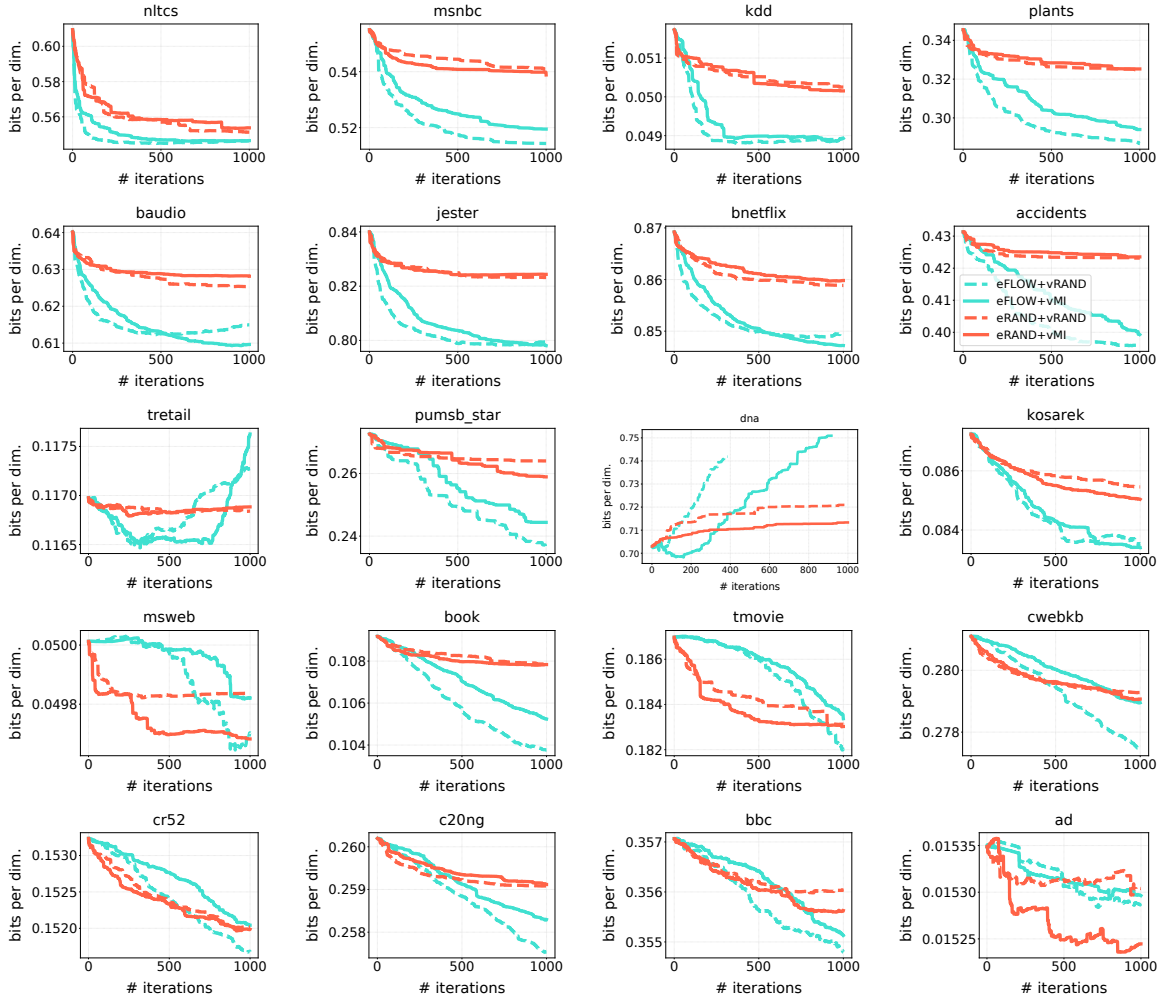 nltcs
bits per dim.
0.60
0.58
0.56
0
500
1000
# iterations
msnbc
bits per dim.
0.54
0.52
0
500
1000
# iterations
kdd
bits per dim.
0.051
0.050
0.049
0
500
1000
# iterations
plants
bits per dim.
0.34
0.32
0.30
0
500
1000
# iterations
baudio
bits per dim.
0.64
0.63
0.62
0.61
0
500
1000
# iterations
jester
bits per dim.
0.84
0.82
0.80
0
500
1000
# iterations
bnetflix
bits per dim.
0.87
0.86
0.85
0
500
1000
# iterations
accidents
bits per dim.
0.43
0.42
0.41
0.40
eFLOW+vRAND
eFLOW+vMI
eRAND+vRAND
eRAND+vMI
0
500
1000
# iterations
tretail
bits per dim.
0.1175
0.1170
0.1165
0
500
1000
# iterations
pumsb_star
bits per dim.
0.26
0.24
0
500
1000
# iterations
dna
bits per dim.
0.75
0.74
0.73
0.72
0.71
0.70
0
200
400
600
800
1000
# iterations
kosarek
bits per dim.
0.086
0.084
0
500
1000
# iterations
msweb
bits per dim.
0.0500
0.0498
0
500
1000
# iterations
book
bits per dim.
0.108
0.106
0.104
0
500
1000
# iterations
tmovie
bits per dim.
0.186
0.184
0.182
0
500
1000
# iterations
cwebkb
bits per dim.
0.280
0.278
0
500
1000
# iterations
cr52
bits per dim.
0.1530
0.1525
0.1520
0
500
1000
# iterations
c20ng
bits per dim.
0.260
0.259
0.258
0
500
1000
# iterations
bbc
bits per dim.
0.357
0.356
0.355
0
500
1000
# iterations
ad
bits per dim.
0.01535
0.01530
0.01525
0
500
1000
# iterations